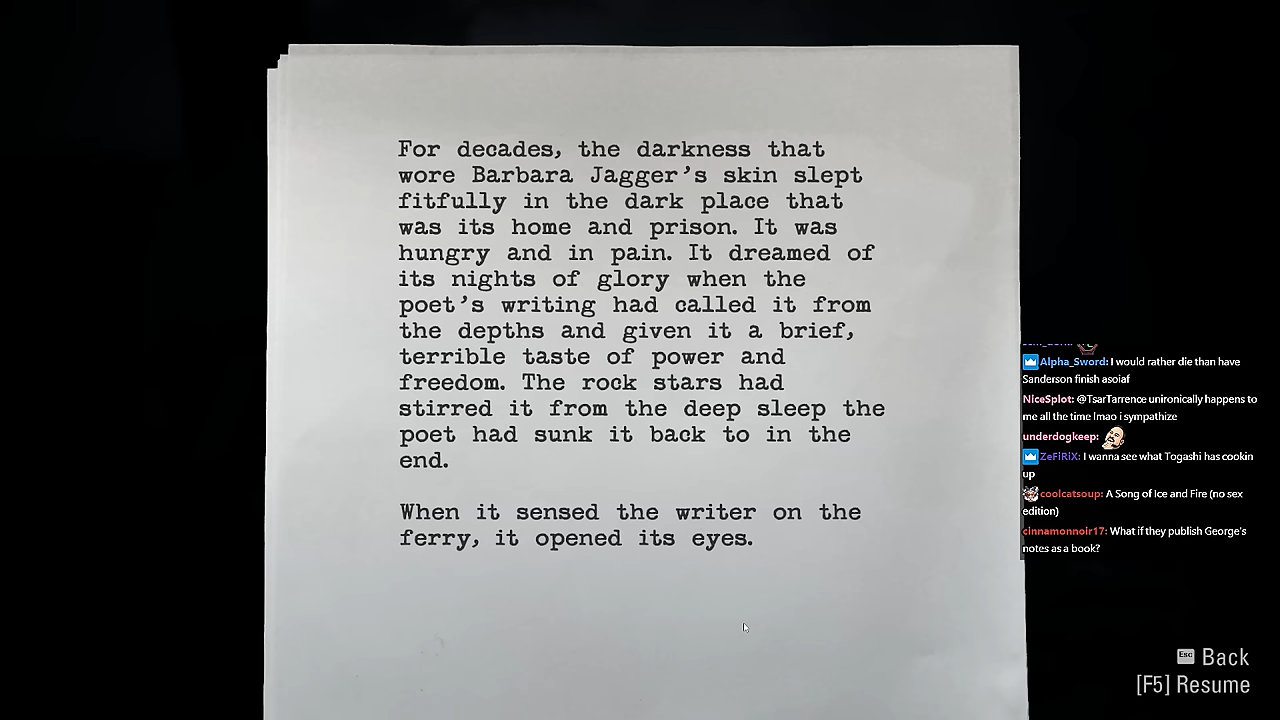 For decades, the darkness that
wore Barbara Jagger's skin slept
fitfully in the dark place that
was its home and prison. It was
hungry and in pain. It dreamed of
its nights of glory when the
poet's writing had called it from
the depths and given it a brief,
terrible taste of power and
freedom. The rock stars had
stirred it from the deep sleep the
poet had sunk it back to in the
end.
When it sensed the writer on the
ferry, it opened its eyes.
Alpha_Sword: I would rather die than have
Sanderson finish asoiaf
NiceSplot: @TsarTarrence unironically happens to
me all the time lmao i sympathize
underdogkeep:
ZeFiRiX: I wanna see what Togashi has cookin
up
coolcatsoup: A Song of Ice and Fire (no sex
edition)
cinnamonnoir17: What if they publish George's
notes as a book?
Esc Back
[F5] Resume